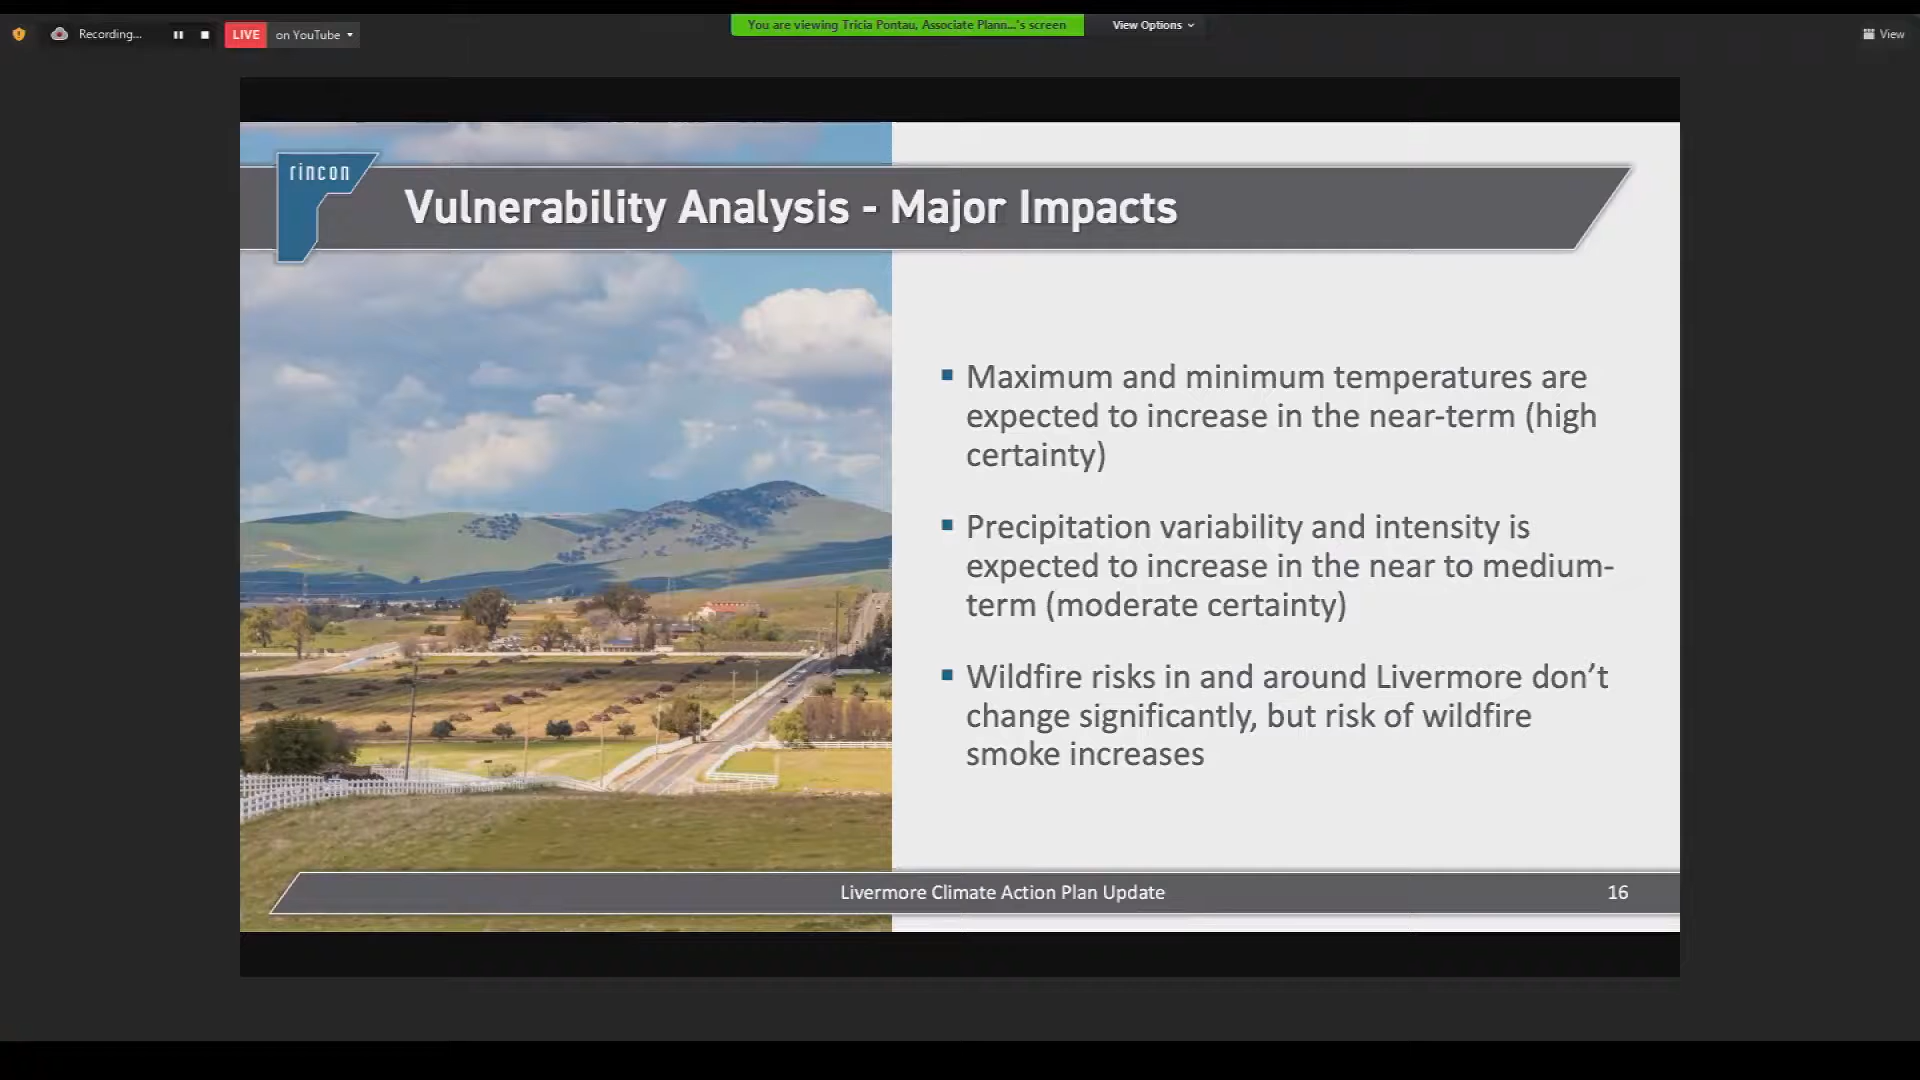 Recording...
LIVE
on YouTube
You are viewing Tricia Pontau, Associate Plann...'s screen
View Options
View
rincon
Vulnerability Analysis - Major Impacts
Maximum and minimum temperatures are
expected to increase in the near-term (high
certainty)
Precipitation variability and intensity is
expected to increase in the near to medium-
term (moderate certainty)
Wildfire risks in and around Livermore don’t
change significantly, but risk of wildfire
smoke increases
Livermore Climate Action Plan Update
16